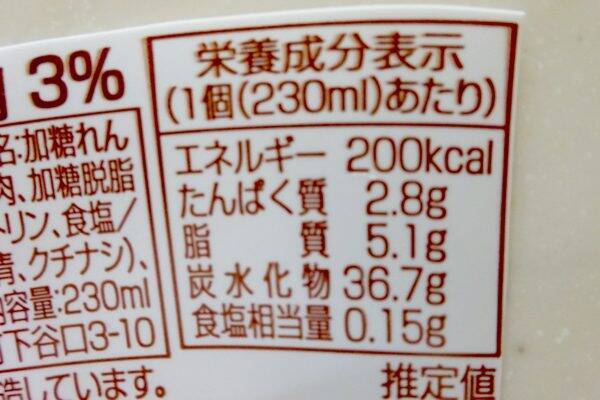 3%
名:加糖れん
肉、加糖脱脂
トリン、食塩/
青、クチナシ)、
内容量:230ml
下谷口3-10
造しています。
栄養成分表示
(1個(230ml)あたり)
エネルギー 200kcal
たんぱく質 2.8g
脂質 5.1g
炭水化物 36.7g
食塩相当量 0.15g
推定値